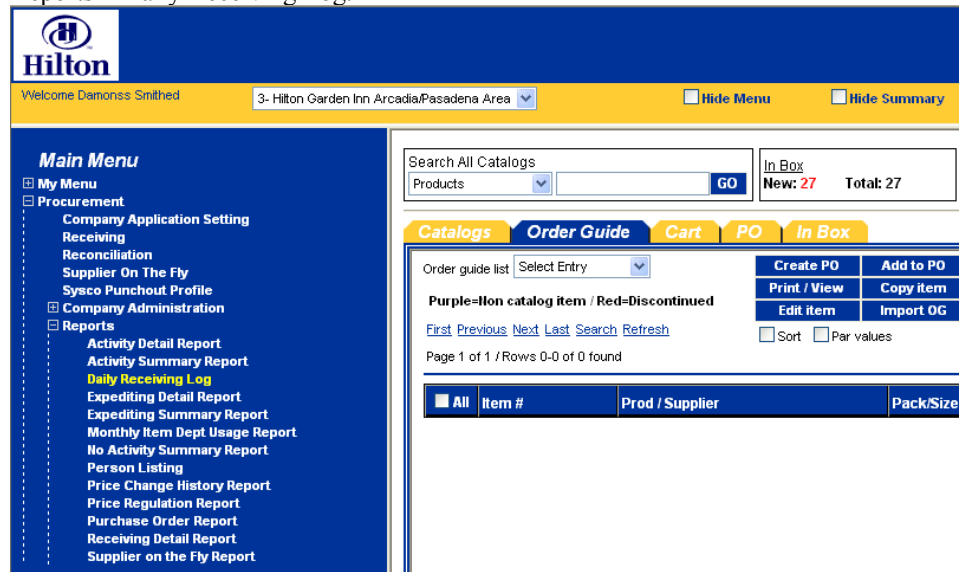 Hilton
Welcome Damonss Smithed
3- Hilton Garden Inn Arcadia/Pasadena Area
Hide Menu
Hide Summary
Main Menu
My Menu
Procurement
Company Application Setting
Receiving
Reconciliation
Supplier On The Fly
Sysco Punchout Profile
Company Administration
Reports
Activity Detail Report
Activity Summary Report
Daily Receiving Log
Expediting Detail Report
Expediting Summary Report
Monthly Item Dept Usage Report
No Activity Summary Report
Person Listing
Price Change History Report
Price Regulation Report
Purchase Order Report
Receiving Detail Report
Supplier on the Fly Report
Search All Catalogs
Products
GO
In Box
New: 27 Total: 27
Catalogs Order Guide Cart PO In Box
Order guide list Select Entry
Create PO Add to PO
Print / View Copy item
Edit item Import OG
Purple=Non catalog item / Red=Discontinued
First Previous Next Last Search Refresh
Sort Par values
Page 1 of 1 / Rows 0-0 of 0 found
All Item # Prod / Supplier Pack/Size